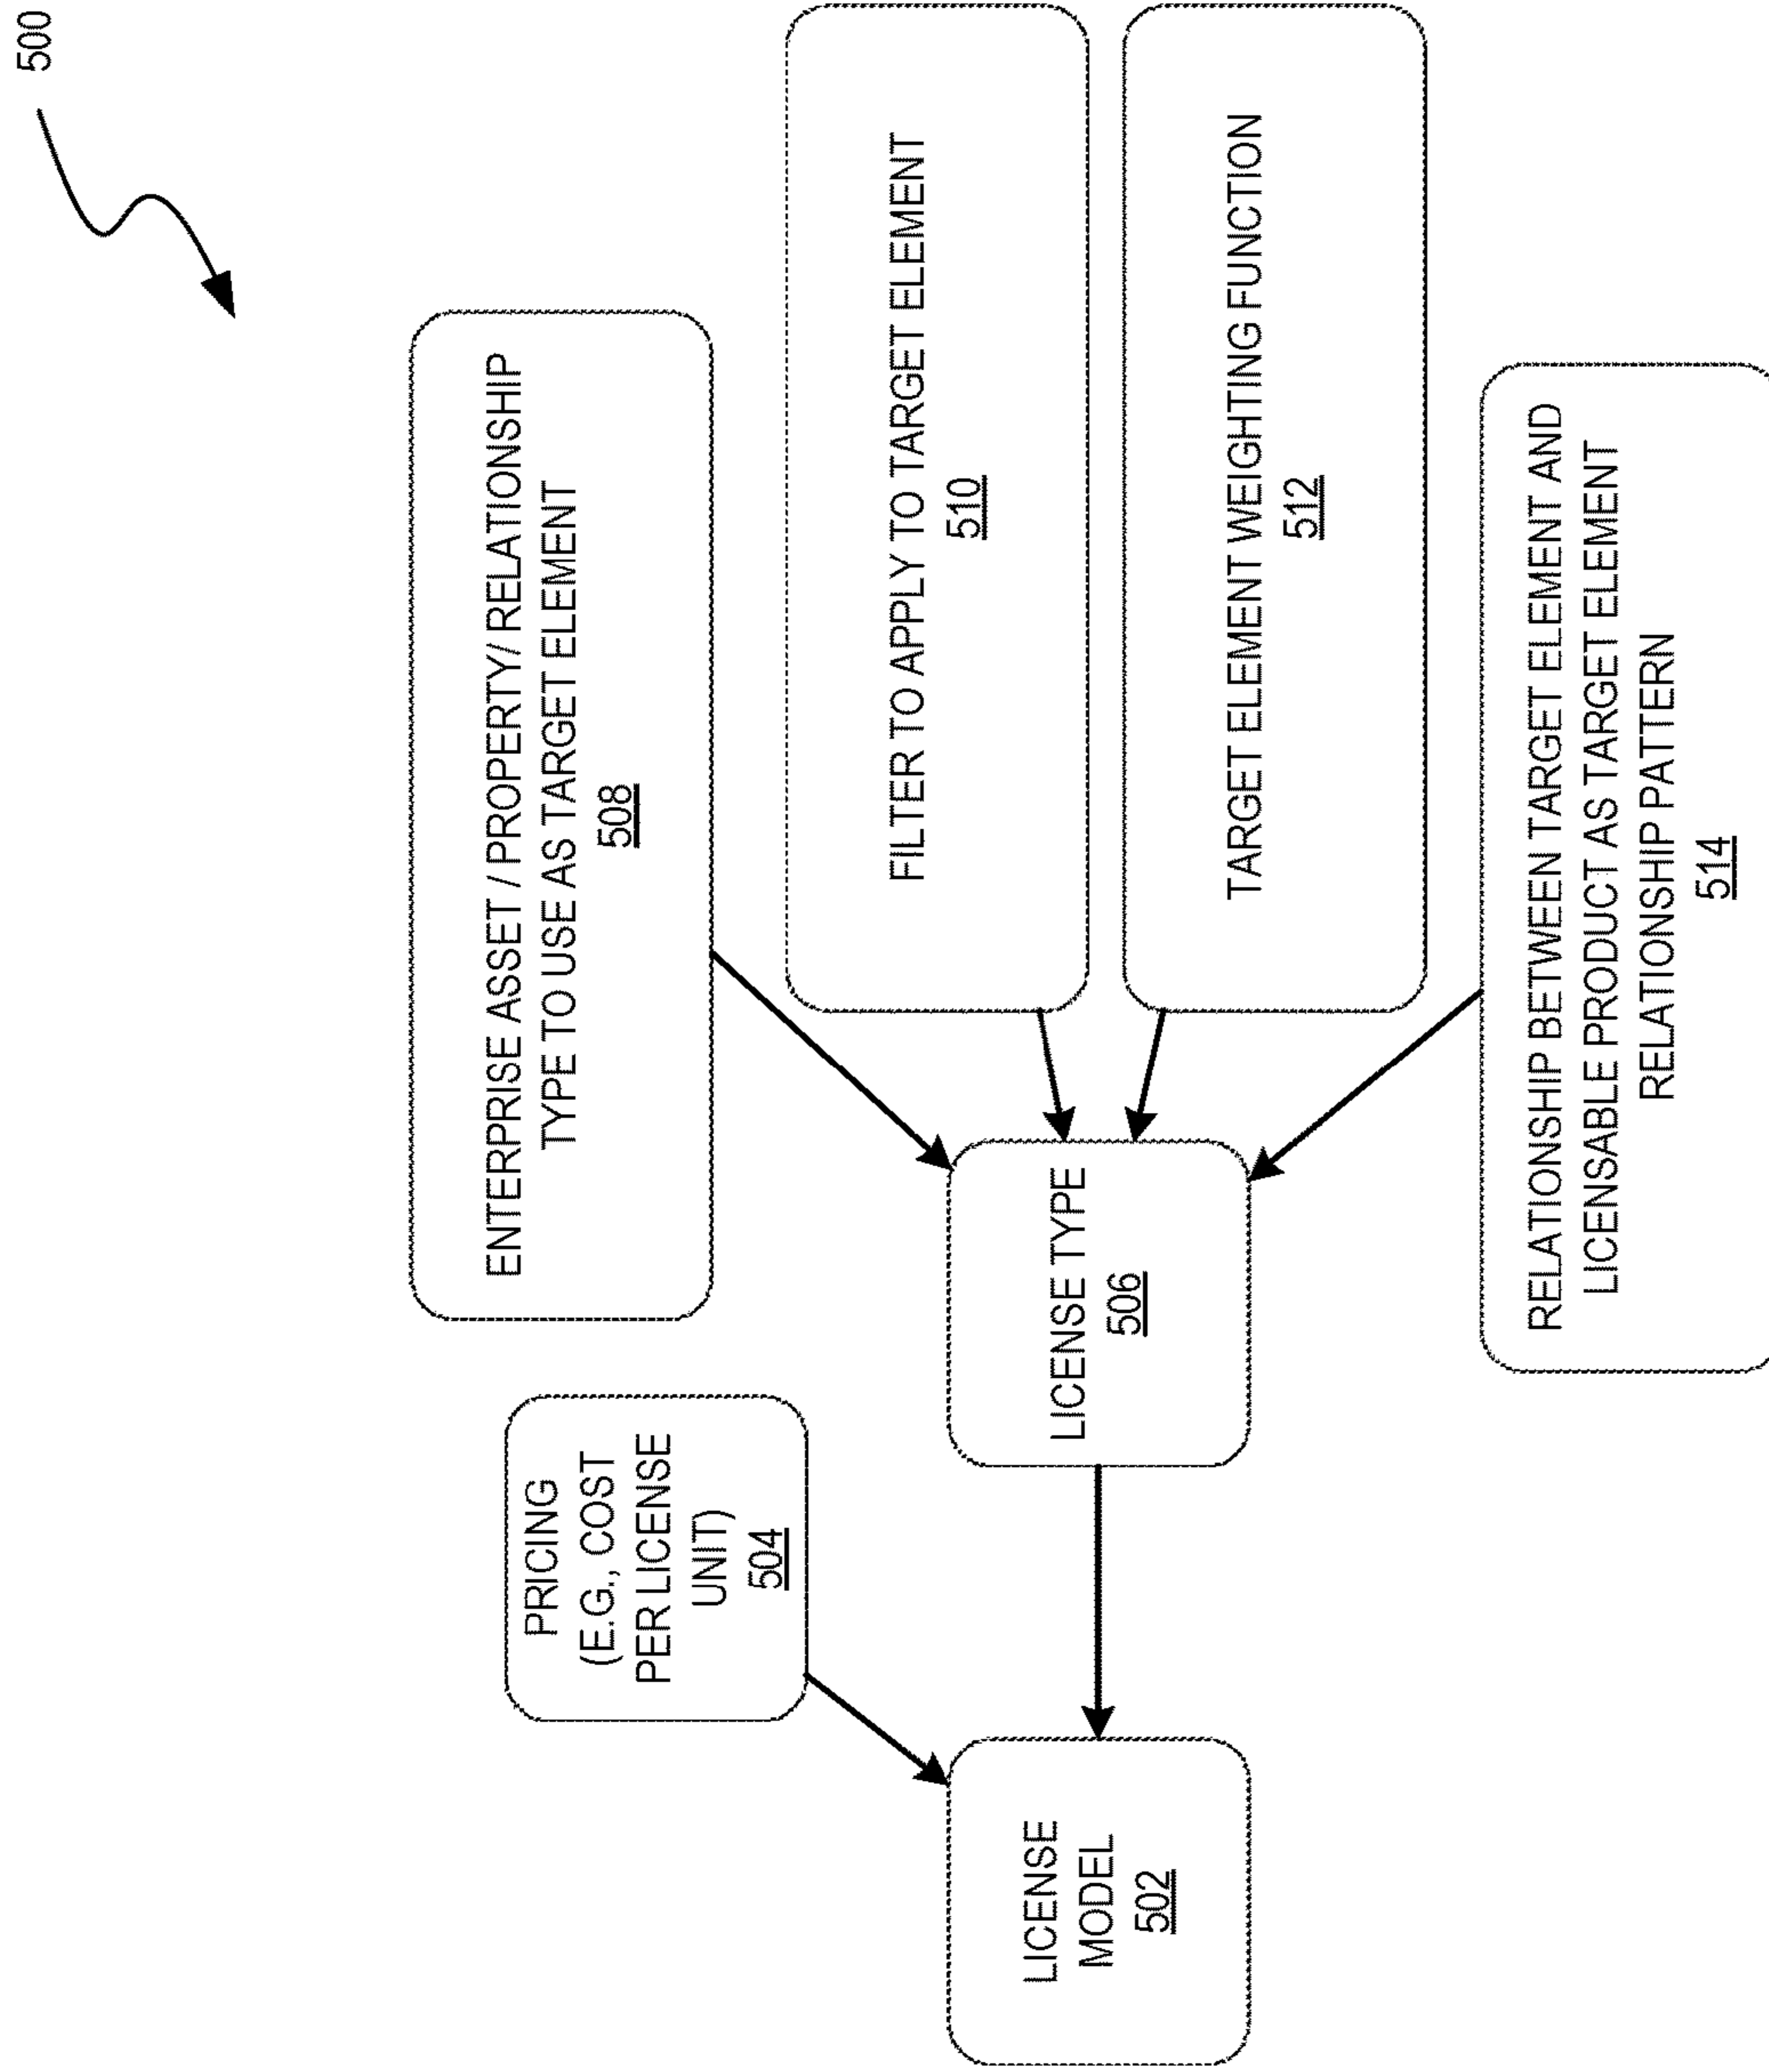 500
ENTERPRISE ASSET / PROPERTY/ RELATIONSHIP
TYPE TO USE AS TARGET ELEMENT
508
PRICING
(E.G., COST
PER LICENSE
UNIT)
504
FILTER TO APPLY TO TARGET ELEMENT
510
LICENSE
MODEL
502
LICENSE TYPE
506
TARGET ELEMENT WEIGHTING FUNCTION
512
RELATIONSHIP BETWEEN TARGET ELEMENT AND
LICENSABLE PRODUCT AS TARGET ELEMENT
RELATIONSHIP PATTERN
514